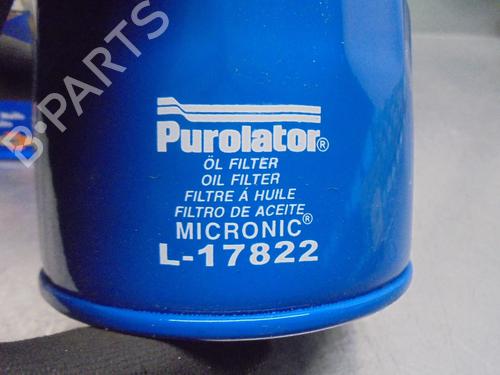 Purolator®
ÖL FILTER
OIL FILTER
FILTRE Á HUILE
FILTRO DE ACEITE
MICRONIC®
L-17822
B-PARTS